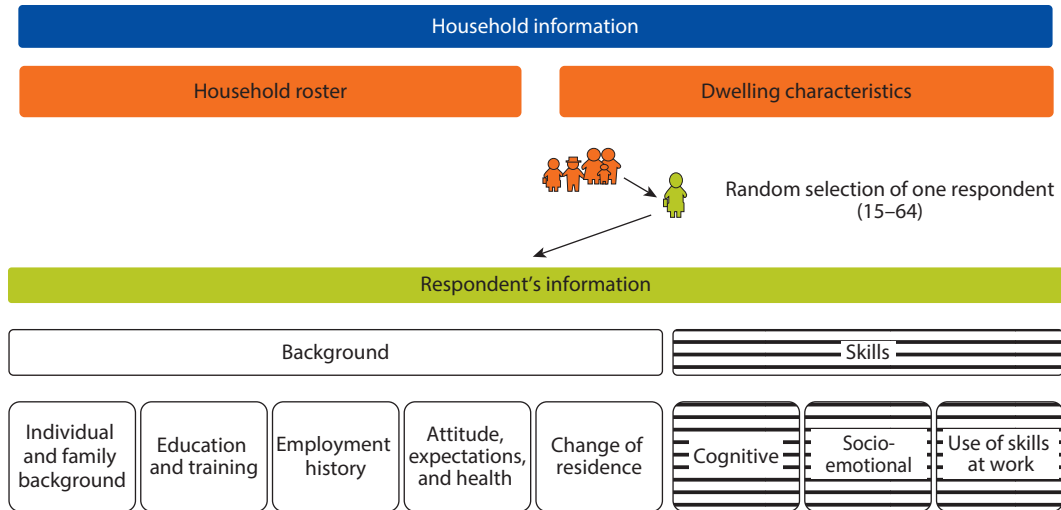 Household information
Household roster
Dwelling characteristics
Random selection of one respondent
(15–64)
Respondent's information
Background
Skills
Individual
and family
background
Education
and training
Employment
history
Attitude,
expectations,
and health
Change of
residence
Cognitive
Socio-
emotional
Use of skills
at work